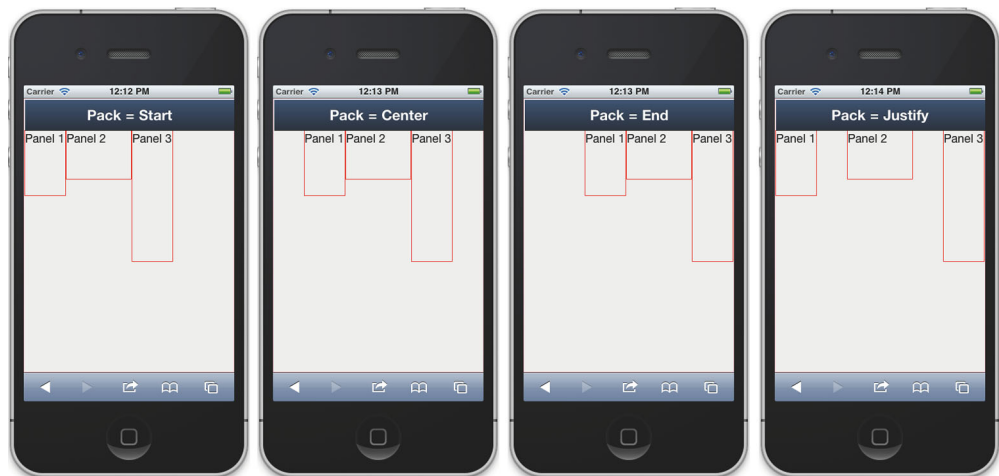 Carrier 12:12 PM
Pack = Start
Panel 1 Panel 2 Panel 3
Carrier 12:13 PM
Pack = Center
Panel 1 Panel 2 Panel 3
Carrier 12:13 PM
Pack = End
Panel 1 Panel 2 Panel 3
Carrier 12:14 PM
Pack = Justify
Panel 1 Panel 2 Panel 3